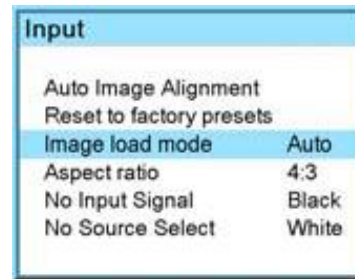 Input
Auto Image Alignment
Reset to factory presets
Image load mode Auto
Aspect ratio 4:3
No Input Signal Black
No Source Select White